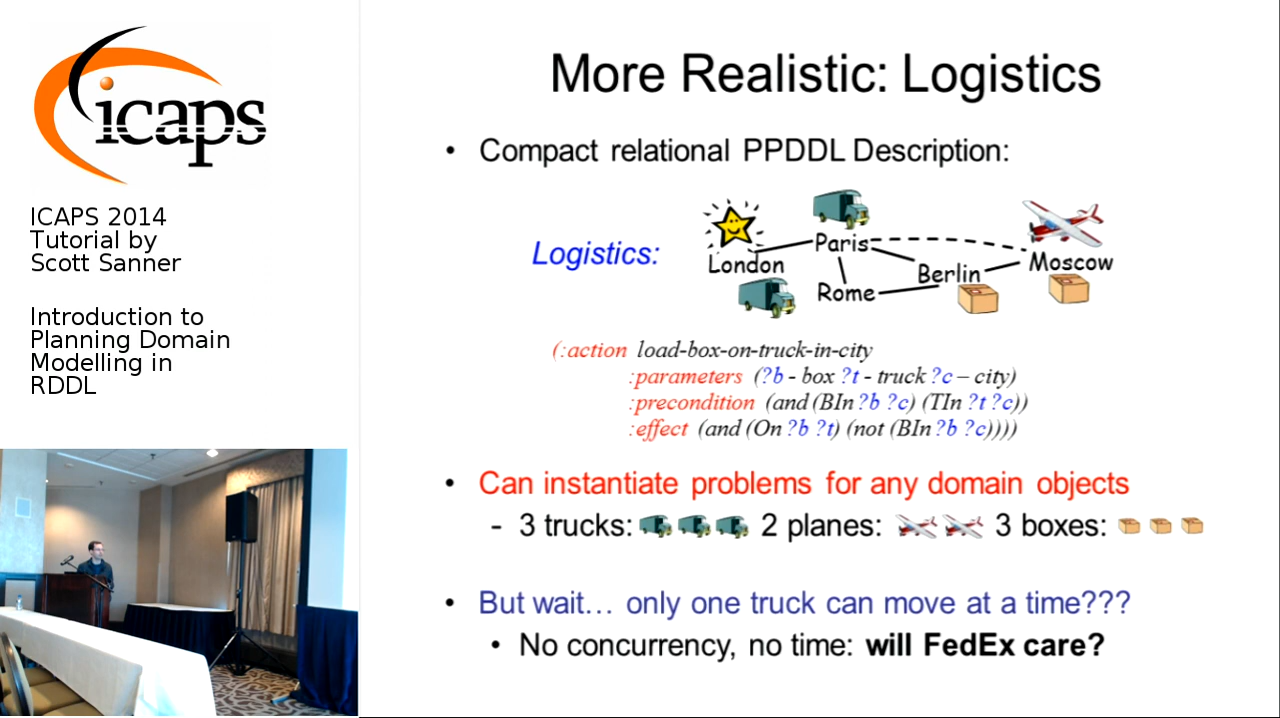 icaps
ICAPS 2014
Tutorial by
Scott Sanner
Introduction to
Planning Domain
Modelling in
RDDL
More Realistic: Logistics
• Compact relational PPDDL Description:
Logistics:
London
Paris
Rome
Berlin
Moscow
(:action load-box-on-truck-in-city
:parameters (?b - box ?t - truck ?c – city)
:precondition (and (BIn ?b ?c) (TIn ?t ?c))
:effect (and (On ?b ?t) (not (BIn ?b ?c))))
• Can instantiate problems for any domain objects
- 3 trucks: 2 planes: 3 boxes:
• But wait… only one truck can move at a time???
• No concurrency, no time: will FedEx care?